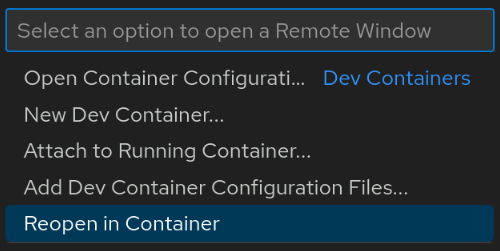 Select an option to open a Remote Window
Open Container Configurati... Dev Containers
New Dev Container...
Attach to Running Container...
Add Dev Container Configuration Files...
Reopen in Container